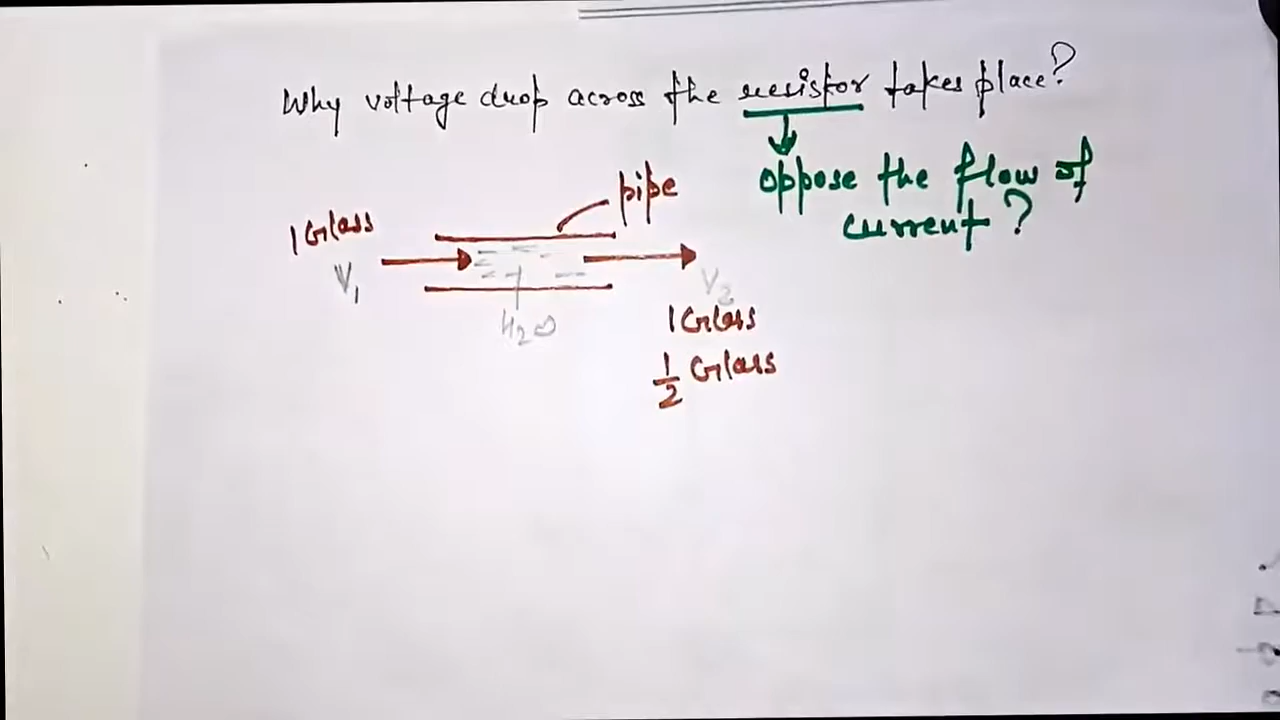 Why voltage drop across the resistor takes place?
oppose the flow of
current?
pipe
1 Glass
V1
V2
H2O
1 Glass
1/2 Glass